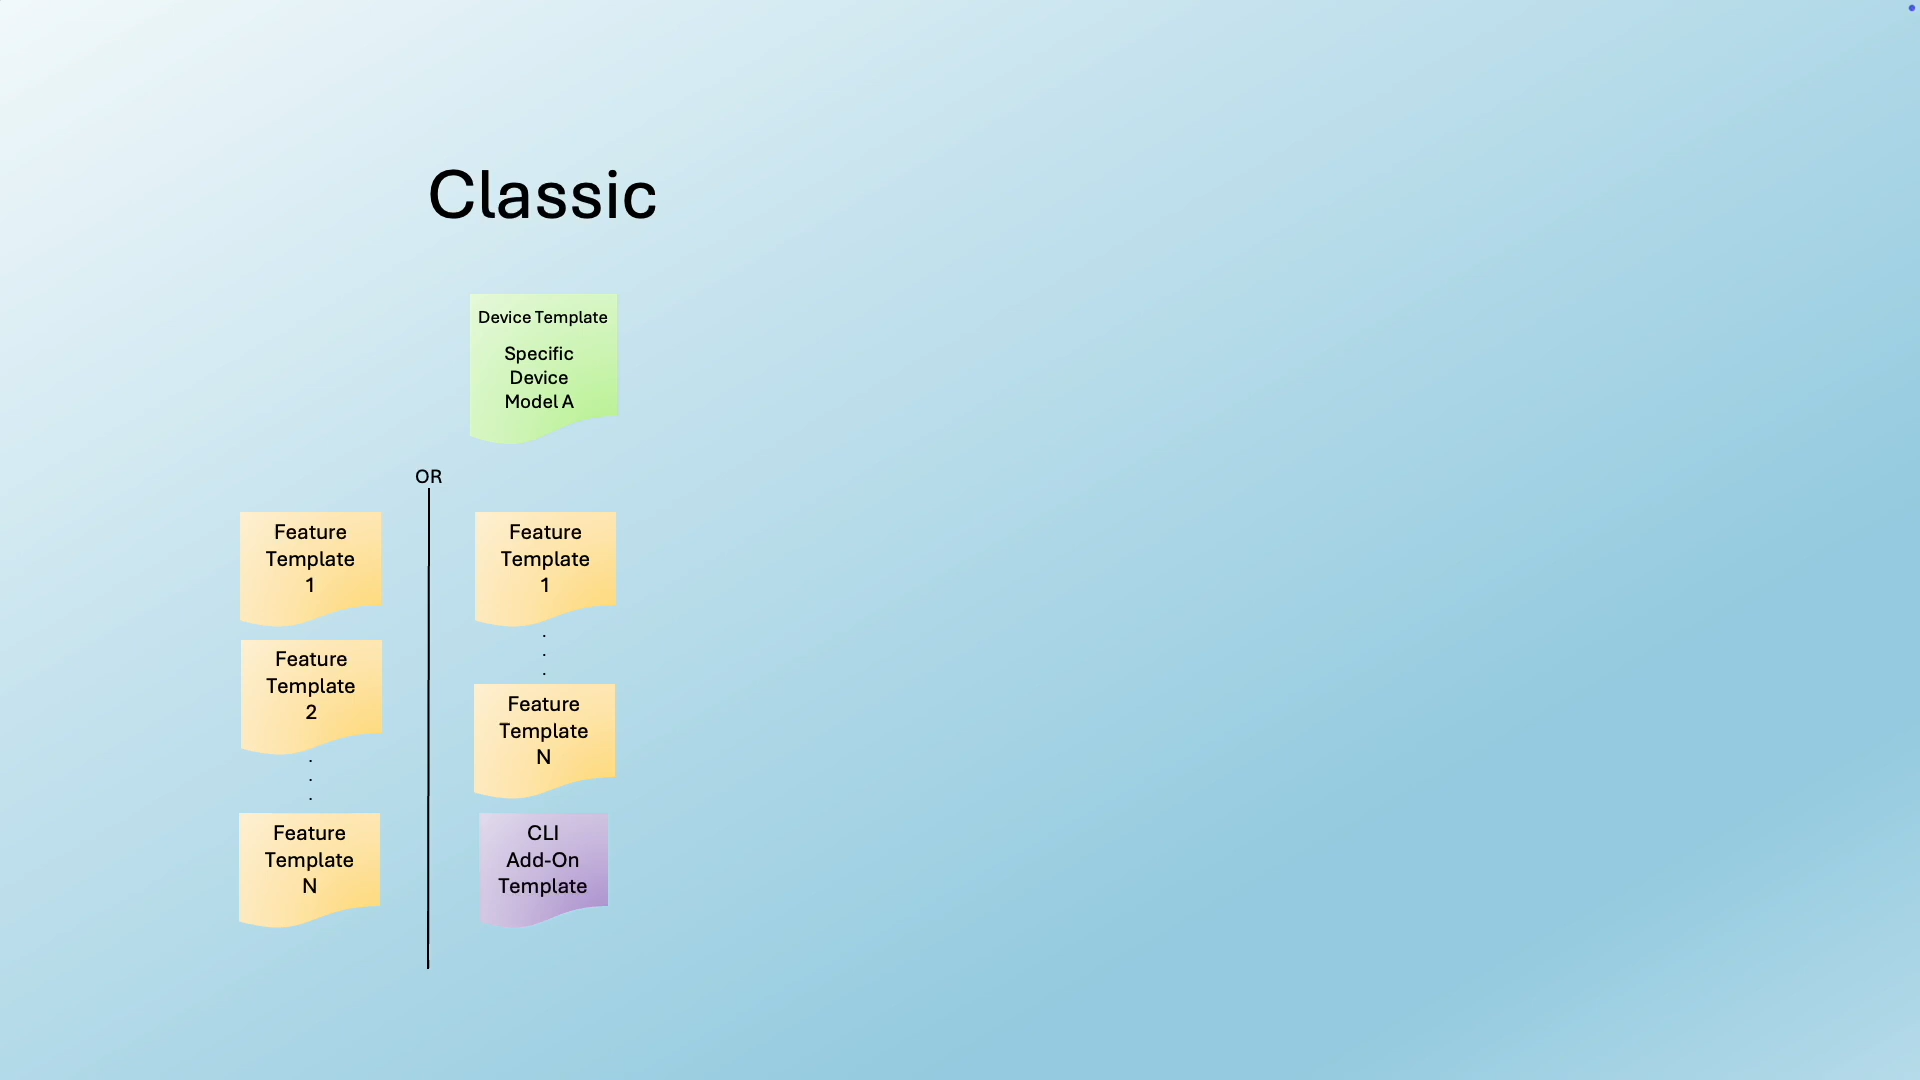 Classic
Device Template
Specific
Device
Model A
OR
Feature
Template
1
Feature
Template
2
.
.
.
Feature
Template
N
Feature
Template
1
.
.
.
Feature
Template
N
CLI
Add-On
Template